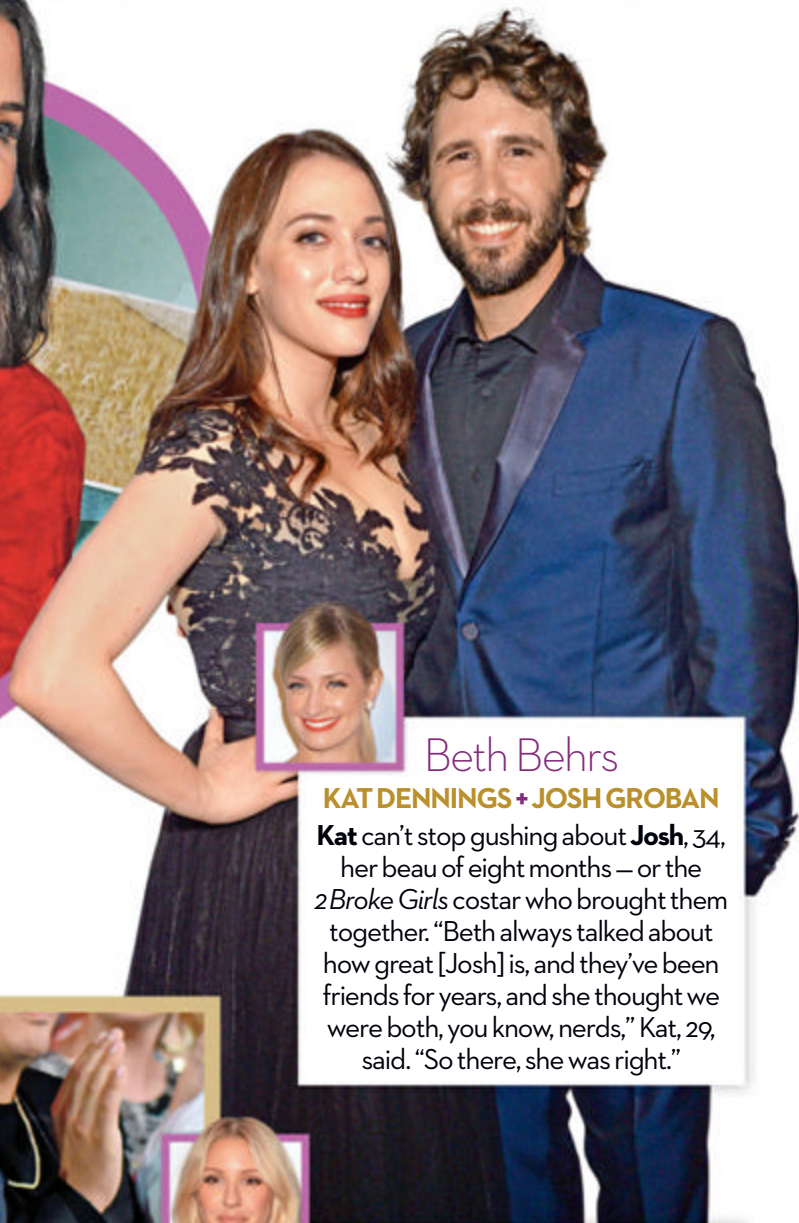 Beth Behrs
KAT DENNINGS + JOSH GROBAN
Kat can’t stop gushing about Josh, 34,
her beau of eight months — or the
2 Broke Girls costar who brought them
together. “Beth always talked about
how great [Josh] is, and they’ve been
friends for years, and she thought we
were both, you know, nerds,” Kat, 29,
said. “So there, she was right.”